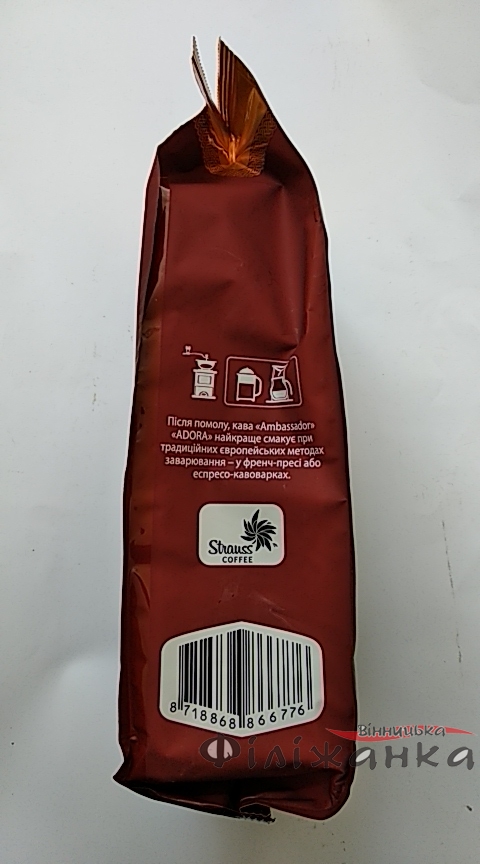 Після помолу, кава «Ambassador»
«ADORA» найкраще смакує при
традиційних європейських методах
заварювання – у френч-пресі або
еспресо-кавоварках.
Strauss
COFFEE
8 718868 866776
Вінницька
Філіжанка